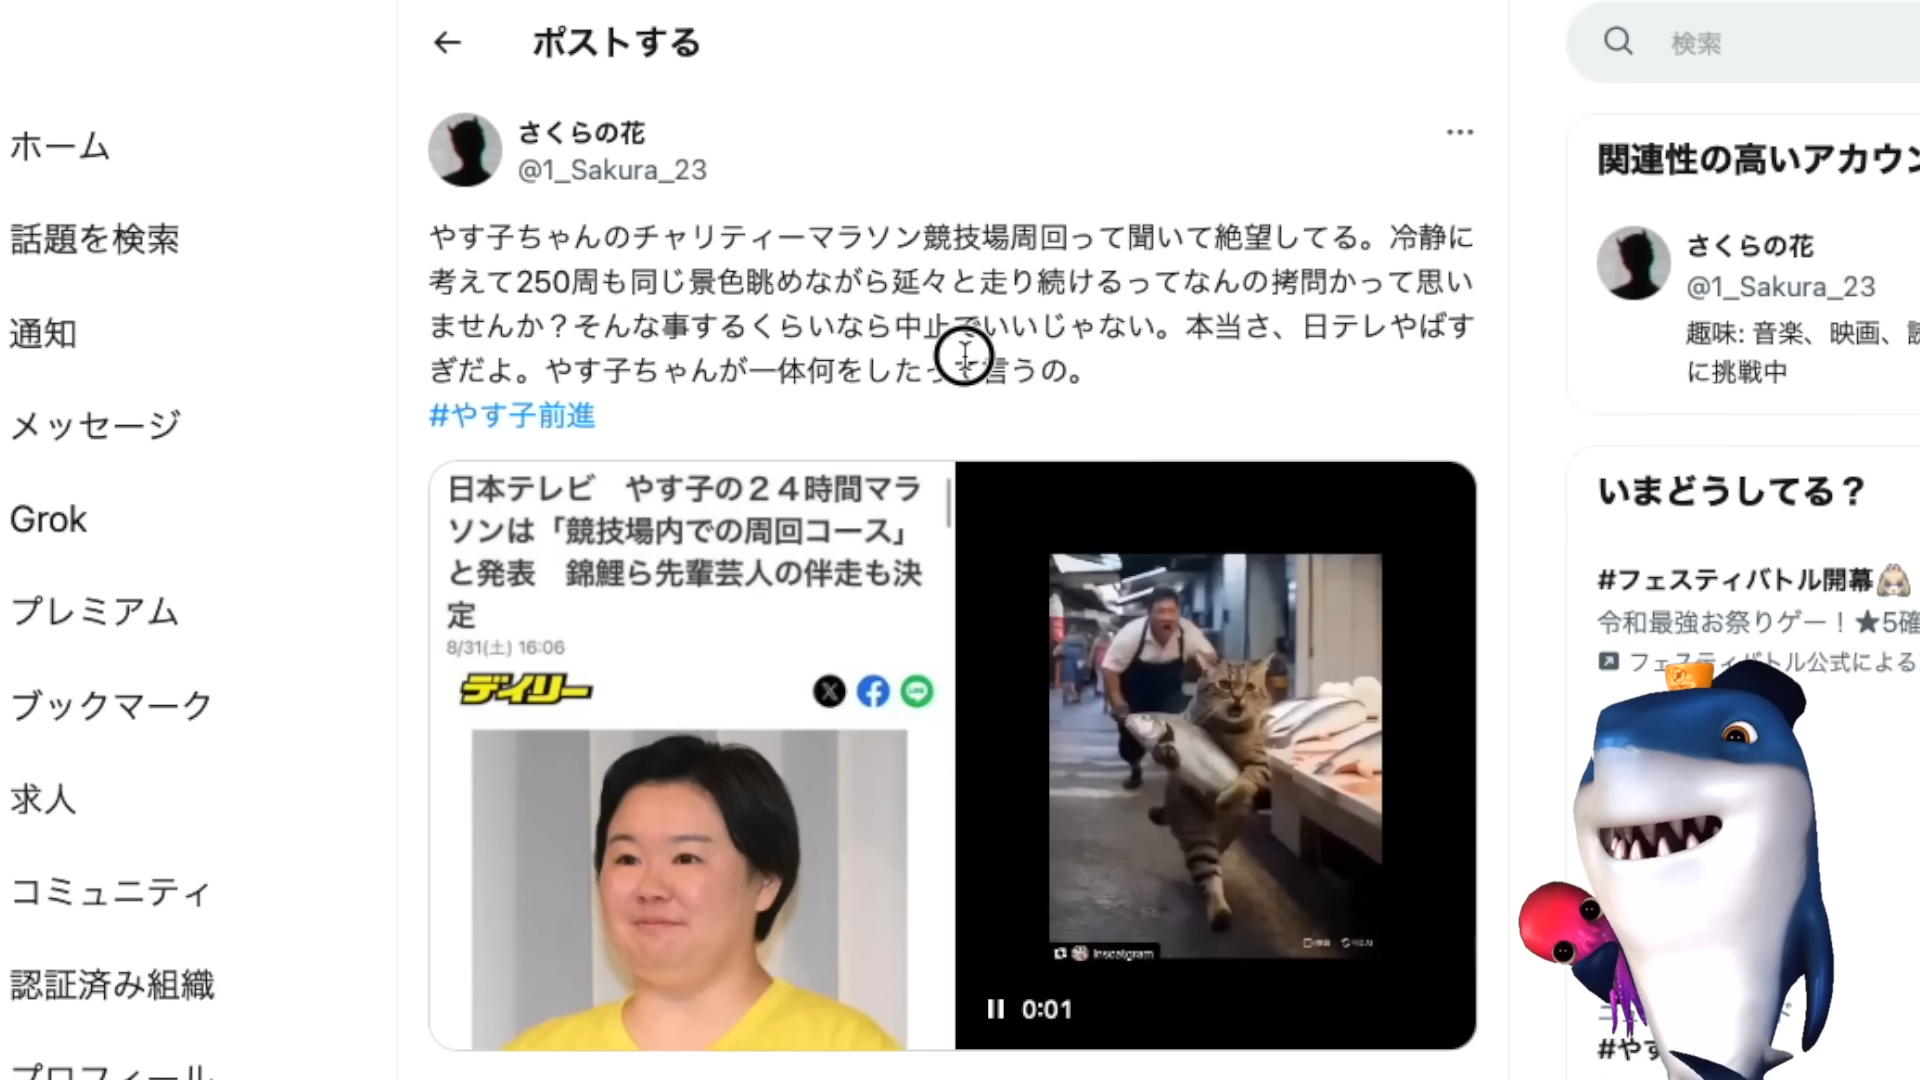 ポストする
検索
ホーム
話題を検索
通知
メッセージ
Grok
プレミアム
ブックマーク
求人
コミュニティ
認証済み組織
プロフィール
さくらの花
@1_Sakura_23
やす子ちゃんのチャリティーマラソン競技場周回って聞いて絶望してる。冷静に
考えて250周も同じ景色眺めながら延々と走り続けるってなんの拷問かって思い
ませんか？そんな事するくらいなら中止でいいじゃない。本当さ、日テレやばす
ぎだよ。やす子ちゃんが一体何をしたって言うの。
#やす子前進
日本テレビ　やす子の２４時間マラ
ソンは「競技場内での周回コース」
と発表　錦鯉ら先輩芸人の伴走も決
定
8/31(土) 16:06
デイリー
LINE
Inscatgram
0:01
関連性の高いアカウン
さくらの花
@1_Sakura_23
趣味: 音楽、映画、読
に挑戦中
いまどうしてる？
#フェスティバトル開幕
令和最強お祭りゲー！★5確
フェスティバトル公式による
#やす